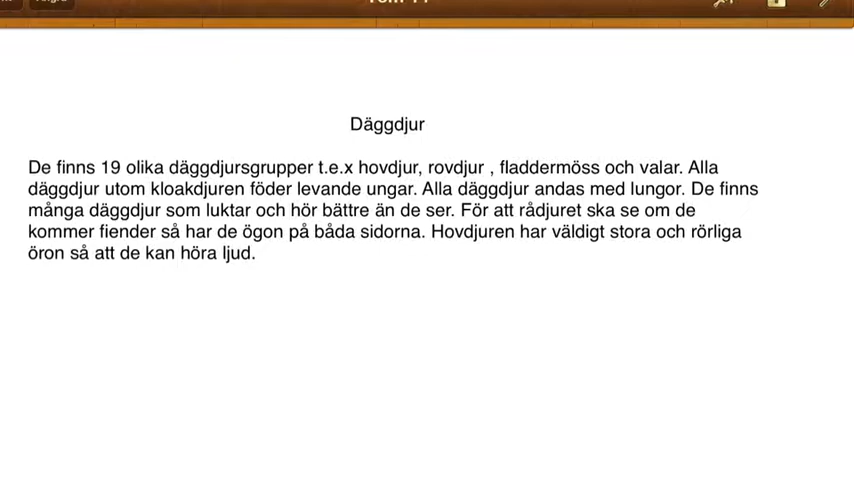 Däggdjur
De finns 19 olika däggdjursgrupper t.e.x hovdjur, rovdjur , fladdermöss och valar. Alla
däggdjur utom kloakdjuren föder levande ungar. Alla däggdjur andas med lungor. De finns
många däggdjur som luktar och hör bättre än de ser. För att rådjuret ska se om de
kommer fiender så har de ögon på båda sidorna. Hovdjuren har väldigt stora och rörliga
öron så att de kan höra ljud.